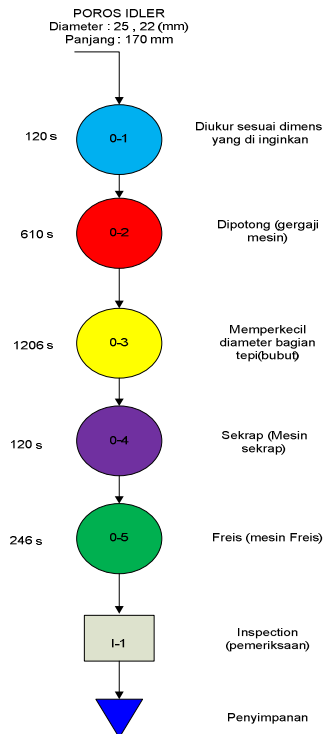 POROS IDLER
Diameter : 25 , 22 (mm)
Panjang : 170 mm
120 s
0-1
Diukur sesuai dimens
yang di inginkan
610 s
0-2
Dipotong (gergaji
mesin)
1206 s
0-3
Memperkecil
diameter bagian
tepi(bubut)
120 s
0-4
Sekrap (Mesin
sekrap)
246 s
0-5
Freis (mesin Freis)
I-1
Inspection
(pemeriksaan)
Penyimpanan